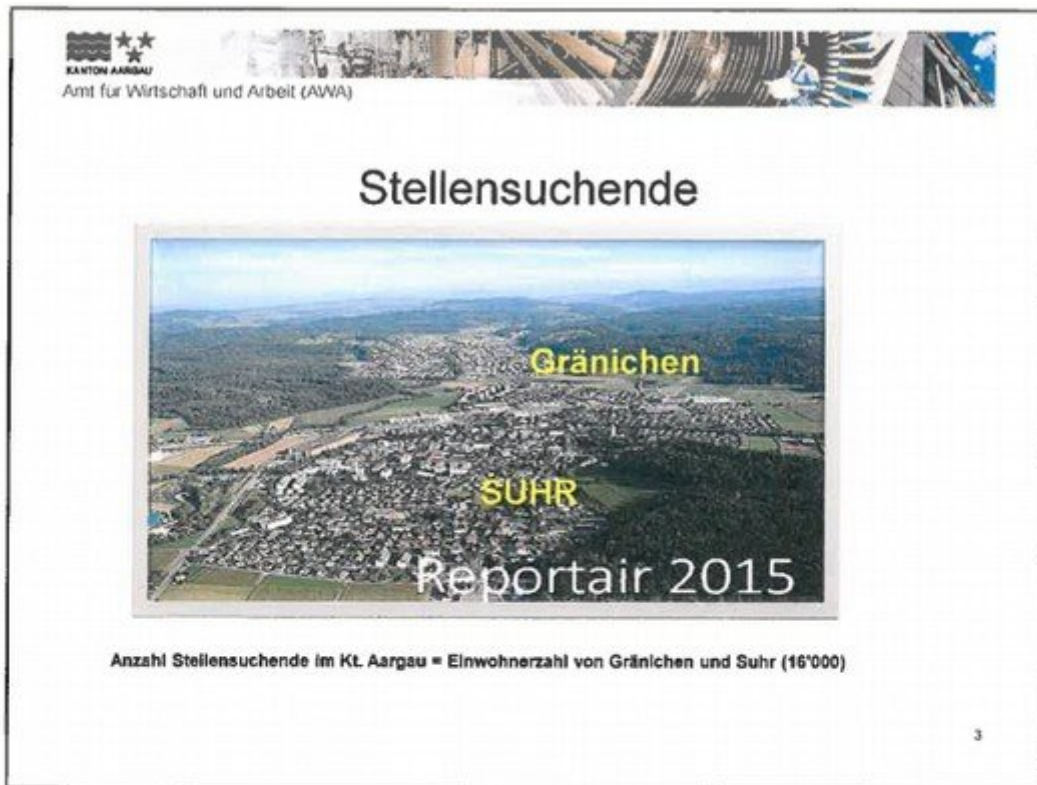 KANTON AARGAU
Amt für Wirtschaft und Arbeit (AWA)
Stellensuchende
Gränichen
SUHR
Reportair 2015
Anzahl Stellensuchende im Kt. Aargau = Einwohnerzahl von Gränichen und Suhr (16'000)
3